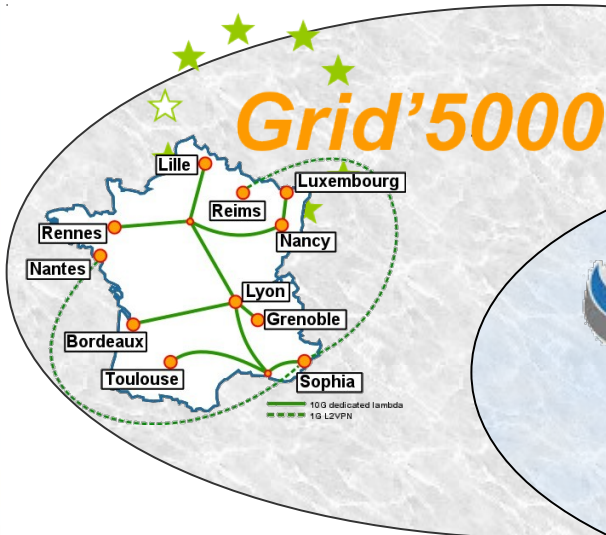 Grid’5000
Lille
Luxembourg
Reims
Rennes
Nancy
Nantes
Lyon
Grenoble
Bordeaux
Toulouse
Sophia
10G dedicated lambda
1G L2VPN